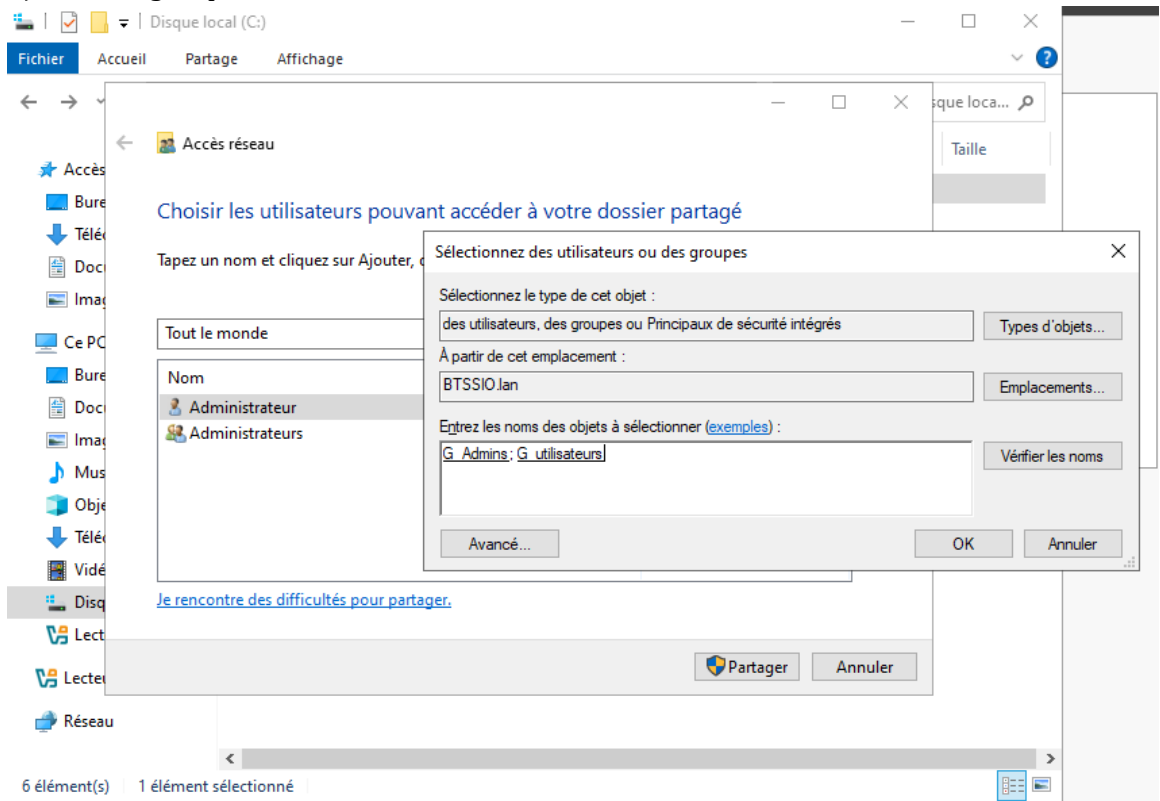 Disque local (C:)
Fichier Accueil Partage Affichage
sque loca...
Accès réseau
Taille
Accès
Bure
Choisir les utilisateurs pouvant accéder à votre dossier partagé
Télé
Sélectionnez des utilisateurs ou des groupes
Tapez un nom et cliquez sur Ajouter,
Doc
Imag
Sélectionnez le type de cet objet :
des utilisateurs, des groupes ou Principaux de sécurité intégrés
Types d'objets...
Tout le monde
Ce PC
À partir de cet emplacement :
Bure
Nom
BTSSIO.lan
Emplacements...
Doc
Administrateur
Entrez les noms des objets à sélectionner (exemples) :
Imag
Administrateurs
G_Admins; G_utilisateurs
Vérifier les noms
Mus
Obje
Télé
Avancé...
OK
Annuler
Vidé
Disq
Je rencontre des difficultés pour partager.
Lect
Partager
Annuler
Lecte
Réseau
6 élément(s) 1 élément sélectionné